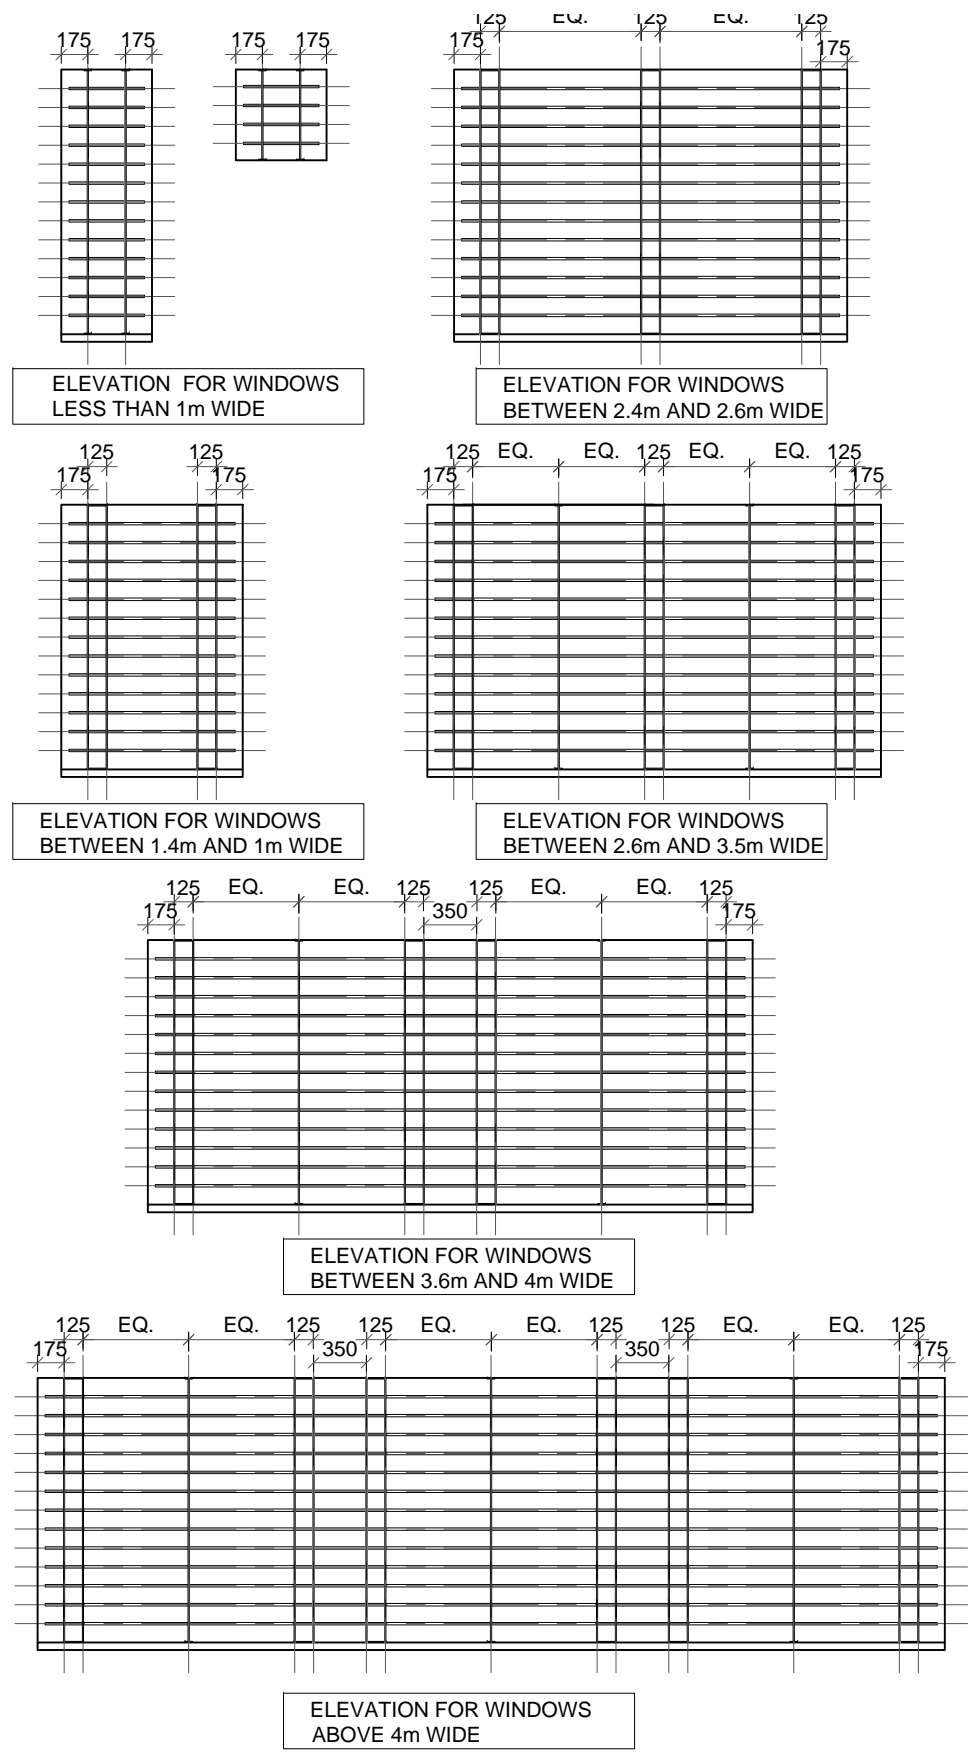 125 EQ. 125 EQ. 125
175 175 175 175 175 175
ELEVATION FOR WINDOWS
LESS THAN 1m WIDE
ELEVATION FOR WINDOWS
BETWEEN 2.4m AND 2.6m WIDE
125 125
175 175
125 EQ. EQ. 125 EQ. EQ. 125
175 175
ELEVATION FOR WINDOWS
BETWEEN 1.4m AND 1m WIDE
ELEVATION FOR WINDOWS
BETWEEN 2.6m AND 3.5m WIDE
125 EQ. EQ. 125 125 EQ. EQ. 125
175 350 175
ELEVATION FOR WINDOWS
BETWEEN 3.6m AND 4m WIDE
125 EQ. EQ. 125 125 EQ. EQ. 125 125 EQ. EQ. 125
175 350 350 175
ELEVATION FOR WINDOWS
ABOVE 4m WIDE